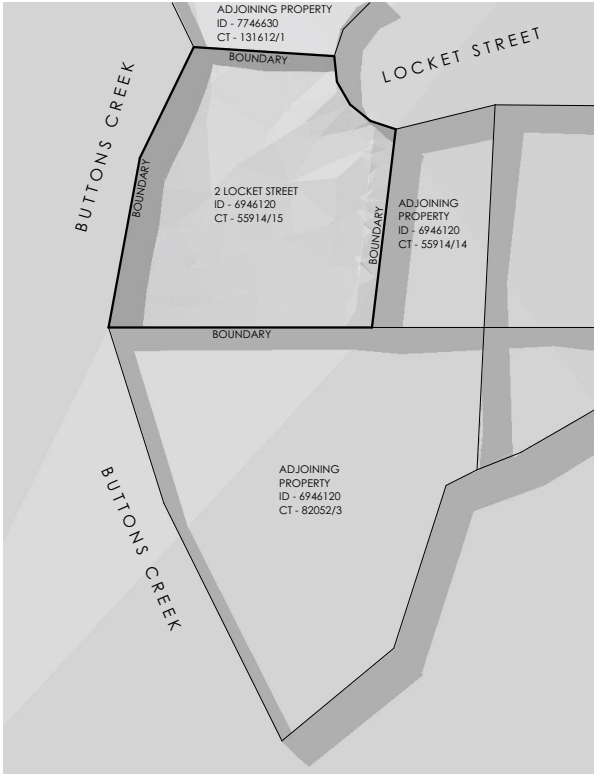 ADJOINING PROPERTY
ID - 7746630
CT - 131612/1
BOUNDARY
LOCKET STREET
BUTTONS CREEK
BOUNDARY
2 LOCKET STREET
ID - 6946120
CT - 55914/15
BOUNDARY
ADJOINING
PROPERTY
ID - 6946120
CT - 55914/14
BOUNDARY
ADJOINING
PROPERTY
ID - 6946120
CT - 82052/3
BUTTONS CREEK